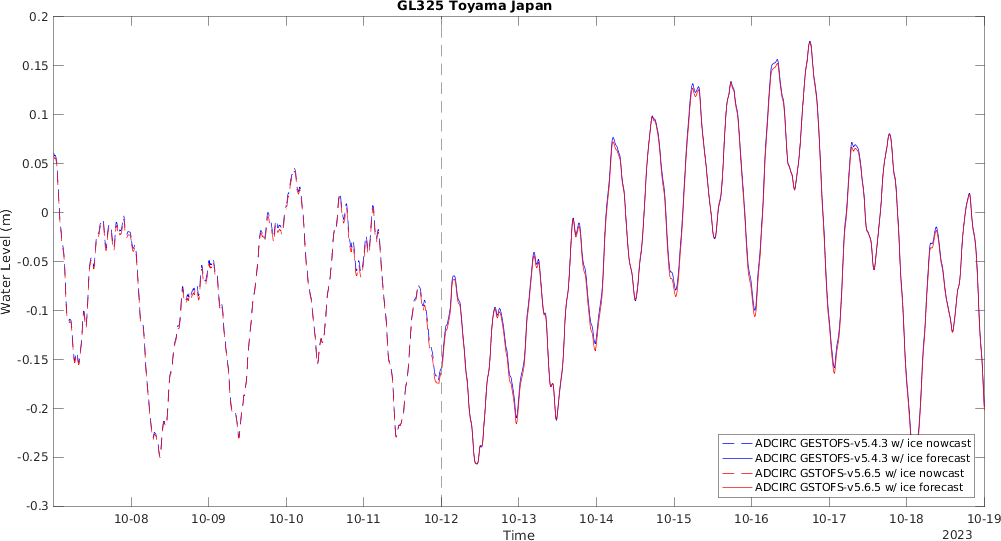 GL325 Toyama Japan
Water Level (m)
0.2
0.15
0.1
0.05
0
-0.05
-0.1
-0.15
-0.2
-0.25
-0.3
ADCIRC GESTOFS-v5.4.3 w/ ice nowcast
ADCIRC GESTOFS-v5.4.3 w/ ice forecast
ADCIRC GSTOFS-v5.6.5 w/ ice nowcast
ADCIRC GSTOFS-v5.6.5 w/ ice forecast
10-08 10-09 10-10 10-11 10-12 10-13 10-14 10-15 10-16 10-17 10-18 10-19
Time
2023